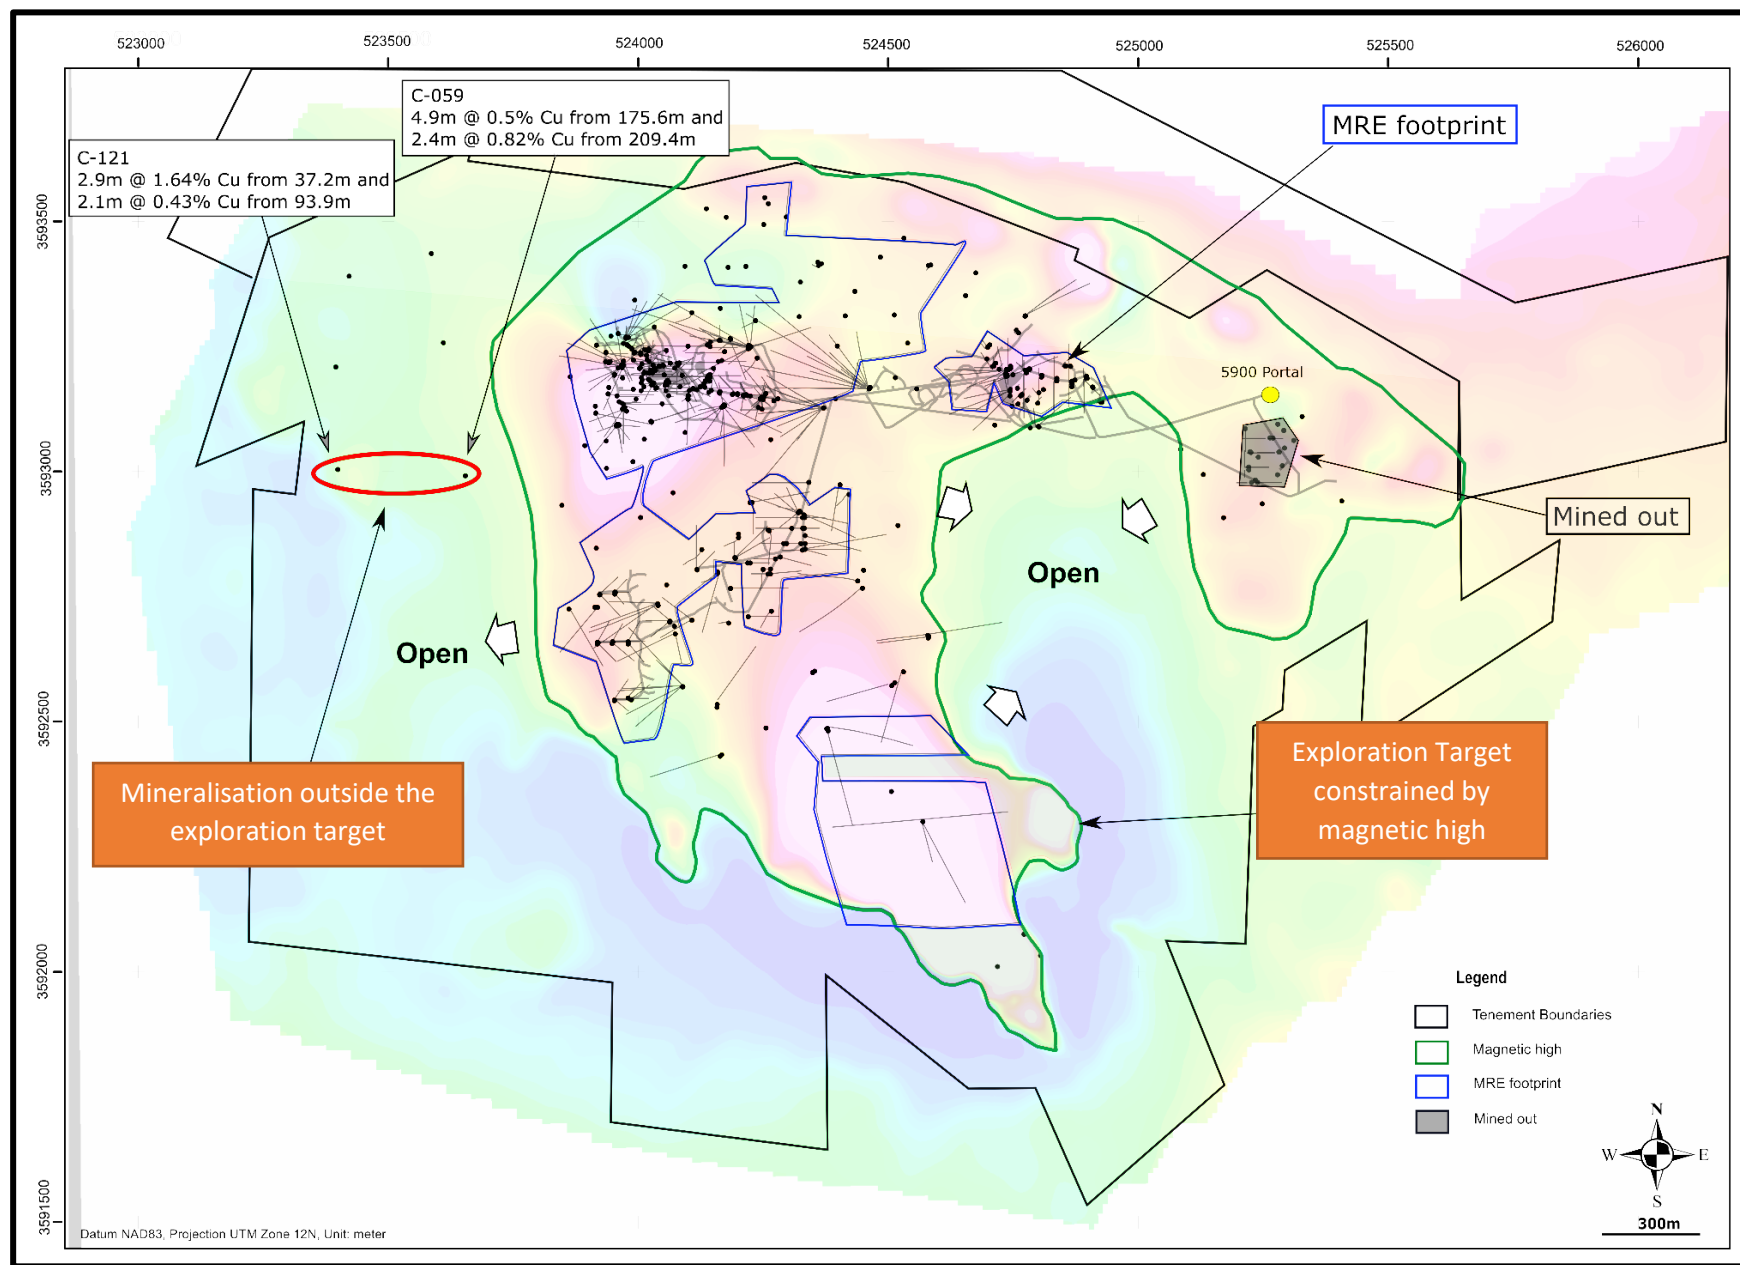 523000
523500
524000
524500
525000
525500
526000
C-059
4.9m @ 0.5% Cu from 175.6m and
2.4m @ 0.82% Cu from 209.4m
C-121
2.9m @ 1.64% Cu from 37.2m and
2.1m @ 0.43% Cu from 93.9m
MRE footprint
3593500
5900 Portal
3593000
Mined out
Open
Open
3592500
Exploration Target
constrained by
magnetic high
Mineralisation outside the
exploration target
3592000
Legend
Tenement Boundaries
Magnetic high
MRE footprint
Mined out
N
W
E
S
3591500
300m
Datum NAD83, Projection UTM Zone 12N, Unit: meter